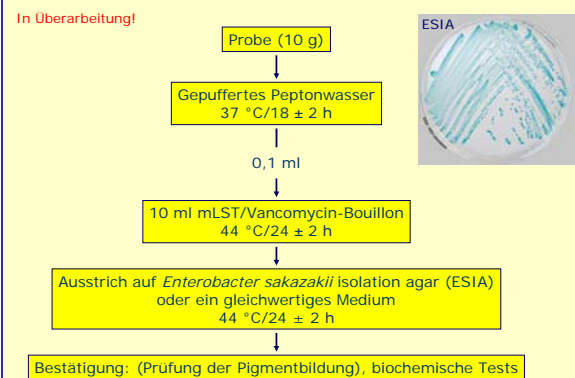 In Überarbeitung!
ESIA
Probe (10 g)
Gepuffertes Peptonwasser
37 °C/18 ± 2 h
0,1 ml
10 ml mLST/Vancomycin-Bouillon
44 °C/24 ± 2 h
Ausstrich auf Enterobacter sakazakii isolation agar (ESIA)
oder ein gleichwertiges Medium
44 °C/24 ± 2 h
Bestätigung: (Prüfung der Pigmentbildung), biochemische Tests